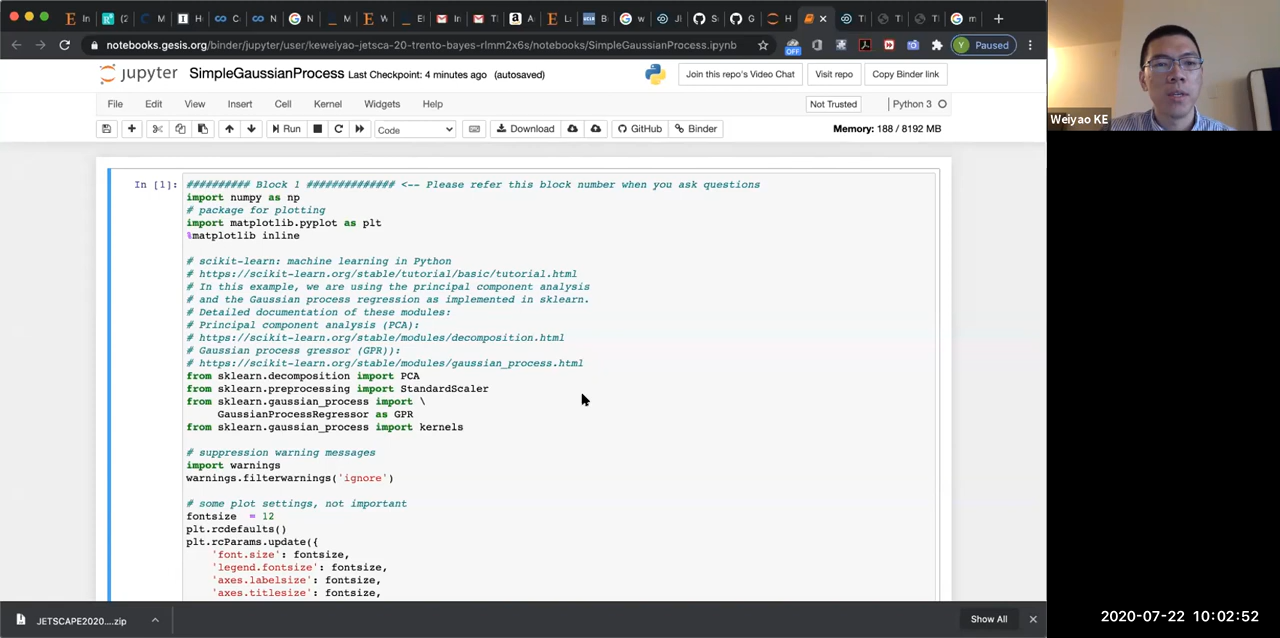 notebooks.gesis.org/binder/jupyter/user/keweiyao-jetsca-20-trento-bayes-rlmm2x6s/notebooks/SimpleGaussianProcess.ipynb
OFF
Y Paused
jupyter SimpleGaussianProcess Last Checkpoint: 4 minutes ago (autosaved)
Join this repo's Video Chat Visit repo Copy Binder link
File Edit View Insert Cell Kernel Widgets Help Not Trusted Python 3
Run Code Download GitHub Binder Memory: 188 / 8192 MB
In [1]: ########## Block 1 ############## <-- Please refer this block number when you ask questions
import numpy as np
# package for plotting
import matplotlib.pyplot as plt
%matplotlib inline
# scikit-learn: machine learning in Python
# https://scikit-learn.org/stable/tutorial/basic/tutorial.html
# In this example, we are using the principal component analysis
# and the Gaussian process regression as implemented in sklearn.
# Detailed documentation of these modules:
# Principal component analysis (PCA):
# https://scikit-learn.org/stable/modules/decomposition.html
# Gaussian process gressor (GPR)):
# https://scikit-learn.org/stable/modules/gaussian_process.html
from sklearn.decomposition import PCA
from sklearn.preprocessing import StandardScaler
from sklearn.gaussian_process import \
GaussianProcessRegressor as GPR
from sklearn.gaussian_process import kernels
# suppression warning messages
import warnings
warnings.filterwarnings('ignore')
# some plot settings, not important
fontsize = 12
plt.rcdefaults()
plt.rcParams.update({
'font.size': fontsize,
'legend.fontsize': fontsize,
'axes.labelsize': fontsize,
'axes.titlesize': fontsize,
JETSCAPE2020....zip
Show All
Weiyao KE
2020-07-22 10:02:52